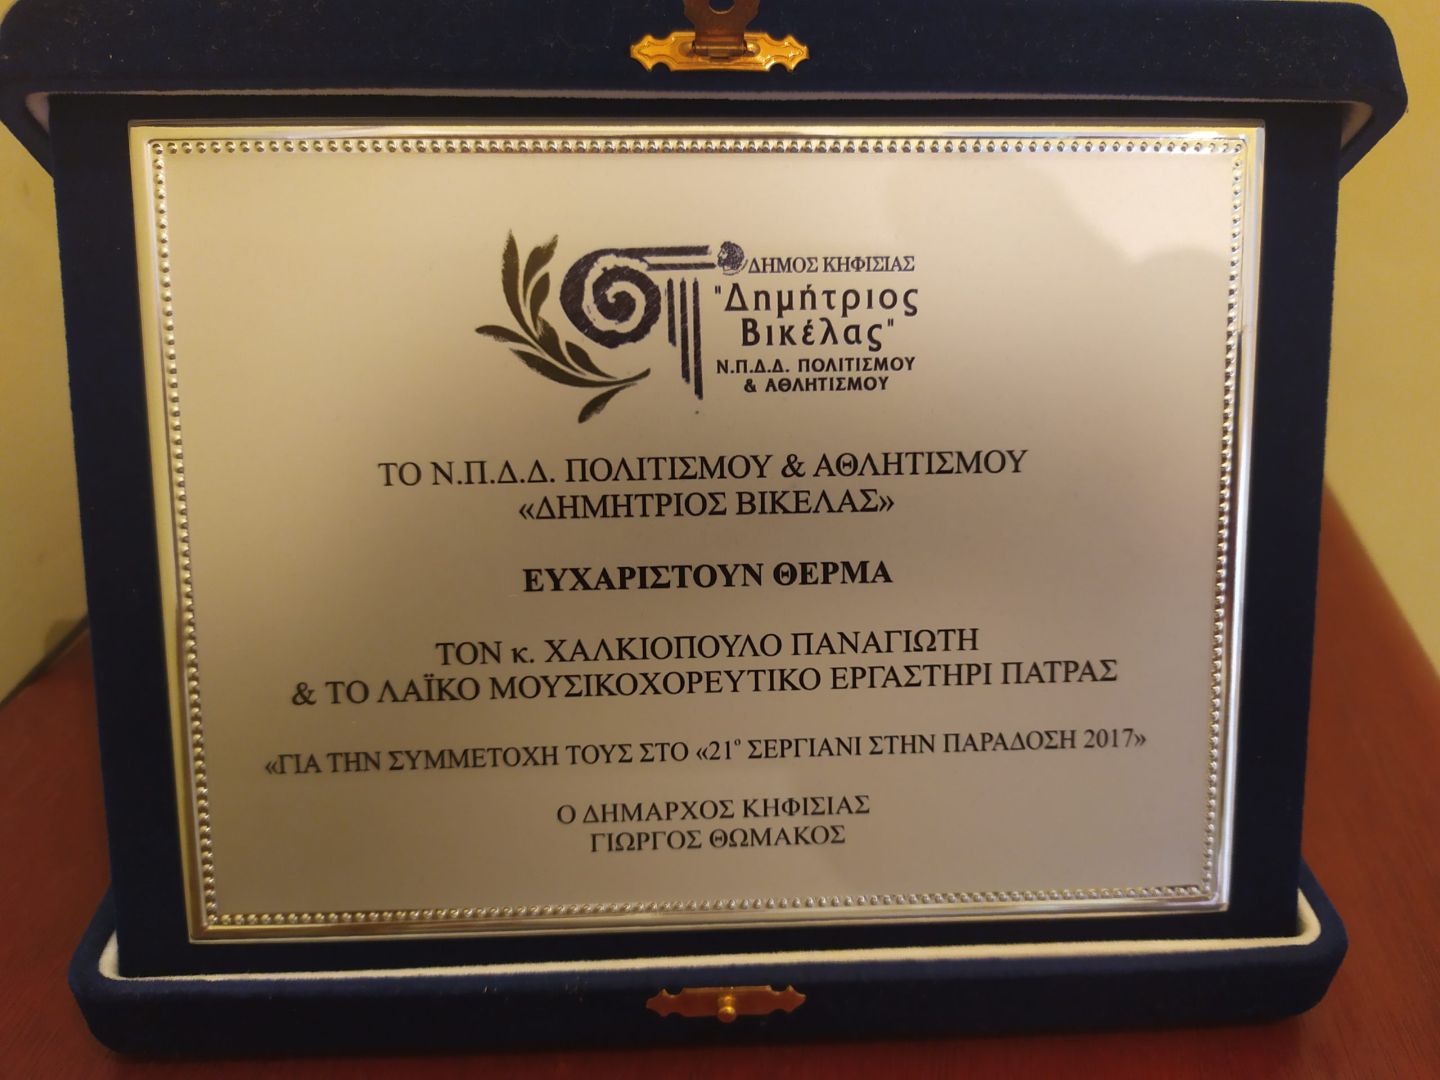 ΔΗΜΟΣ ΚΗΦΙΣΙΑΣ
"Δημήτριος
Βικέλας"
Ν.Π.Δ.Δ. ΠΟΛΙΤΙΣΜΟΥ
& ΑΘΛΗΤΙΣΜΟΥ
ΤΟ Ν.Π.Δ.Δ. ΠΟΛΙΤΙΣΜΟΥ & ΑΘΛΗΤΙΣΜΟΥ
«ΔΗΜΗΤΡΙΟΣ ΒΙΚΕΛΑΣ»
ΕΥΧΑΡΙΣΤΟΥΝ ΘΕΡΜΑ
ΤΟΝ κ. ΧΑΛΚΙΟΠΟΥΛΟ ΠΑΝΑΓΙΩΤΗ
& ΤΟ ΛΑΪΚΟ ΜΟΥΣΙΚΟΧΟΡΕΥΤΙΚΟ ΕΡΓΑΣΤΗΡΙ ΠΑΤΡΑΣ
«ΓΙΑ ΤΗΝ ΣΥΜΜΕΤΟΧΗ ΤΟΥΣ ΣΤΟ «21ο ΣΕΡΓΙΑΝΙ ΣΤΗΝ ΠΑΡΑΔΟΣΗ 2017»
Ο ΔΗΜΑΡΧΟΣ ΚΗΦΙΣΙΑΣ
ΓΙΩΡΓΟΣ ΘΩΜΑΚΟΣ